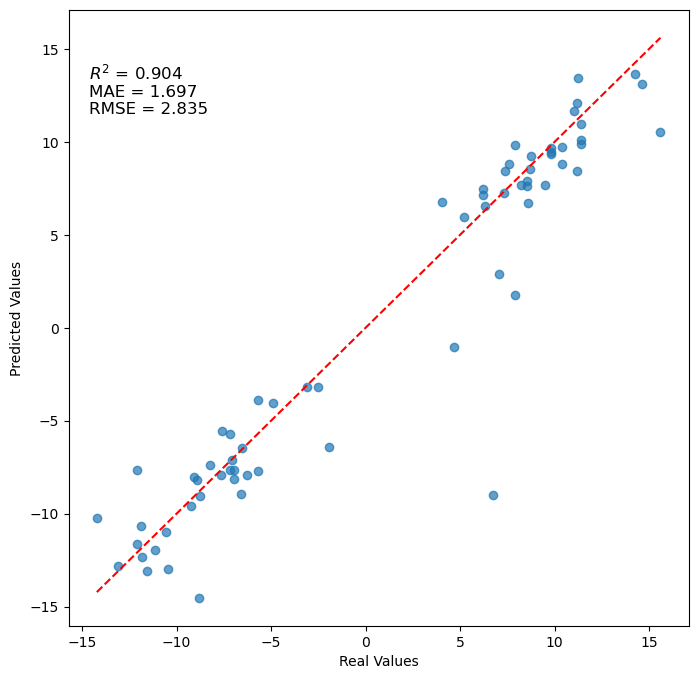 R² = 0.904
MAE = 1.697
RMSE = 2.835
Predicted Values
15
10
5
0
−5
−10
−15
−15 −10 −5 0 5 10 15
Real Values